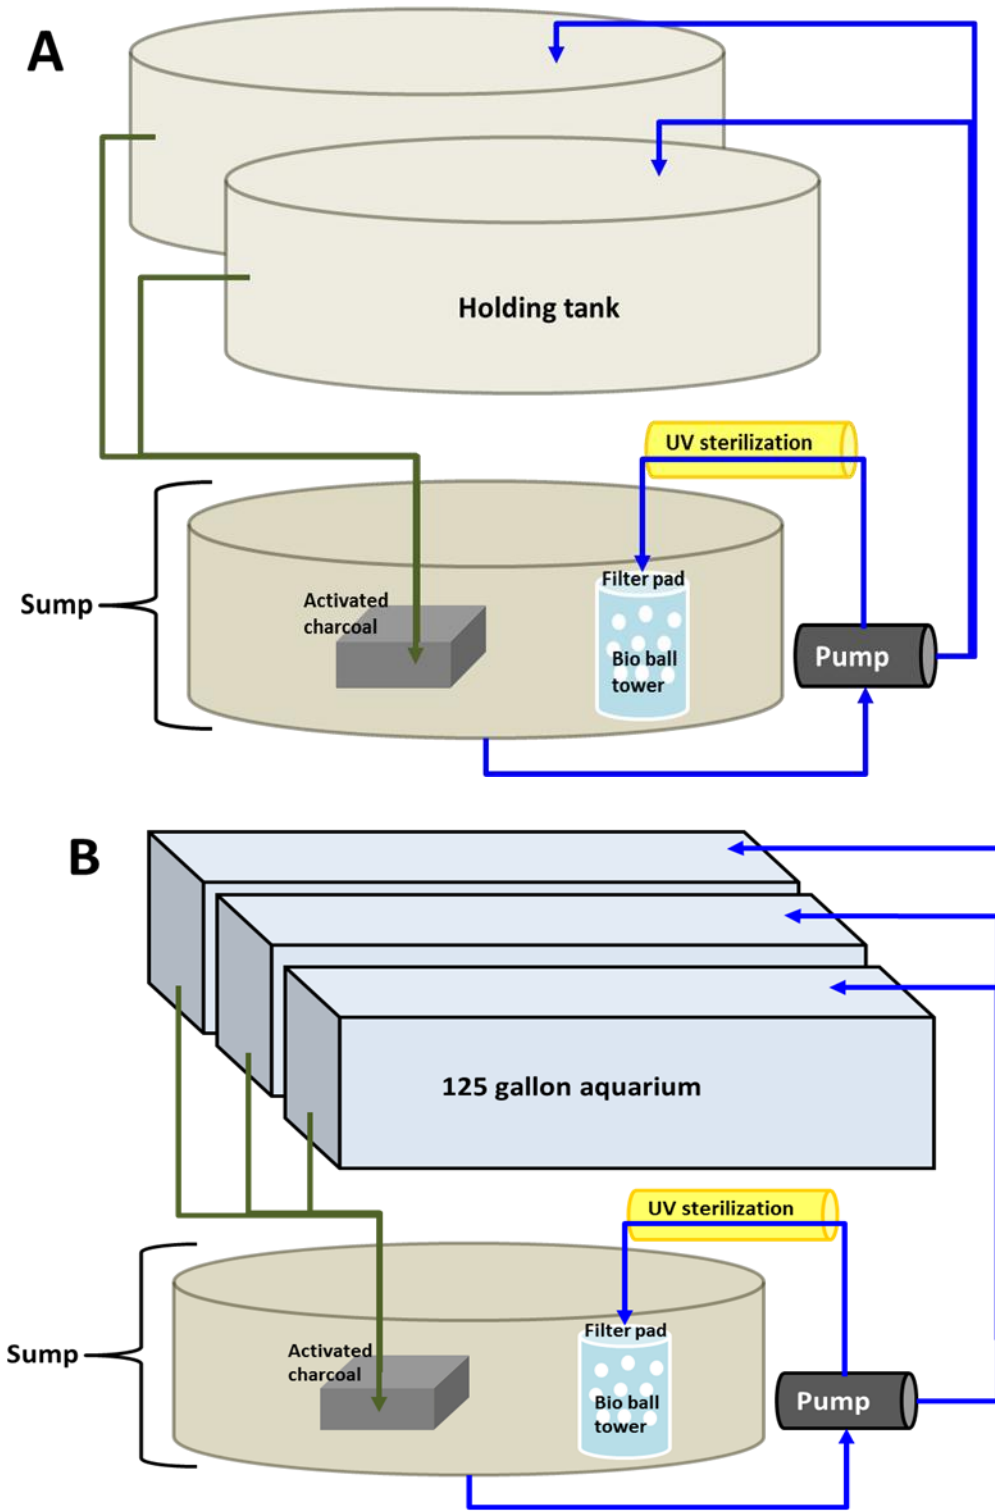 A
Holding tank
UV sterilization
Sump
Activated
charcoal
Filter pad
Bio ball
tower
Pump
B
125 gallon aquarium
UV sterilization
Sump
Activated
charcoal
Filter pad
Bio ball
tower
Pump